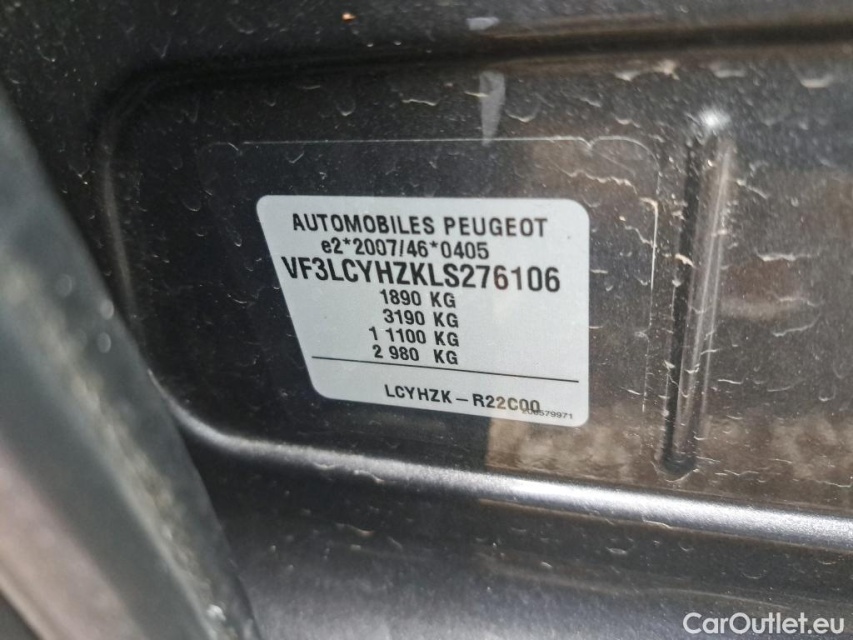 AUTOMOBILES PEUGEOT
e2*2007/46*0405
VF3LCYHZKLS276106
1890 KG
3190 KG
1 1100 KG
2 980 KG
LCYHZK-R22C00
CarOutlet.eu